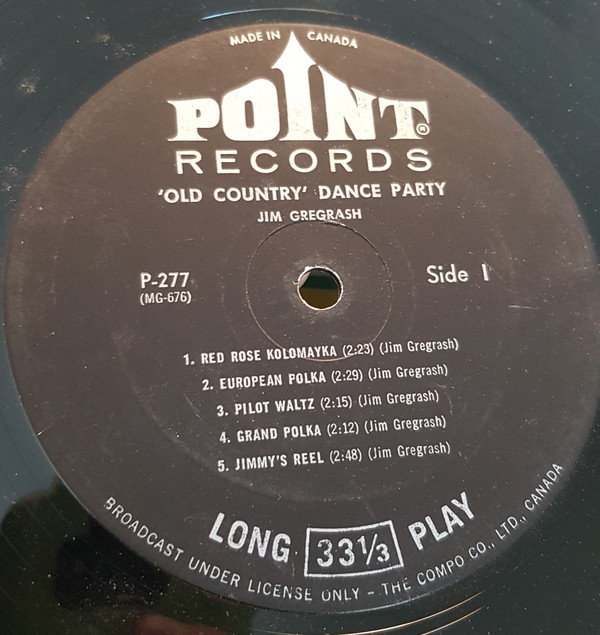 MADE IN CANADA
POINT®
RECORDS
'OLD COUNTRY' DANCE PARTY
JIM GREGRASH
P-277
(MG-676)
Side 1
1. RED ROSE KOLOMAYKA (2:23) (Jim Gregrash)
2. EUROPEAN POLKA (2:29) (Jim Gregrash)
3. PILOT WALTZ (2:15) (Jim Gregrash)
4. GRAND POLKA (2:12) (Jim Gregrash)
5. JIMMY'S REEL (2:48) (Jim Gregrash)
LONG 33⅓ PLAY
BROADCAST UNDER LICENSE ONLY – THE COMPO CO., LTD., CANADA